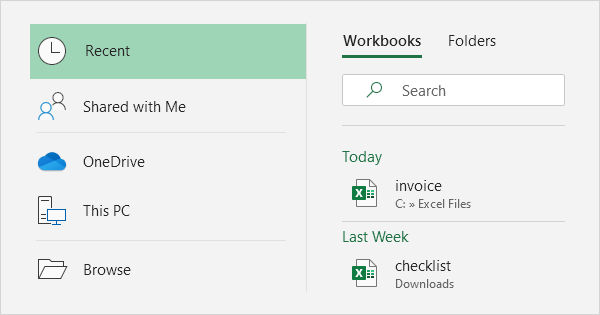 Recent
Shared with Me
OneDrive
This PC
Browse
Workbooks Folders
Search
Today
invoice
C: » Excel Files
Last Week
checklist
Downloads